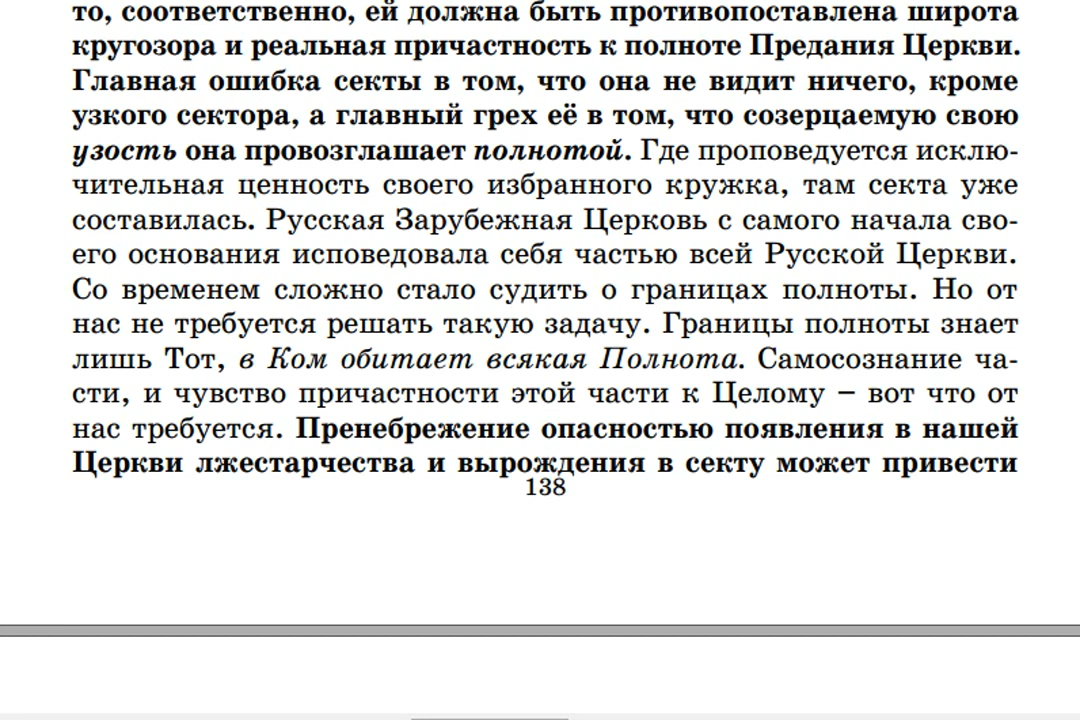 то, соответственно, ей должна быть противопоставлена широта
кругозора и реальная причастность к полноте Предания Церкви.
Главная ошибка секты в том, что она не видит ничего, кроме
узкого сектора, а главный грех её в том, что созерцаемую свою
узость она провозглашает полнотой. Где проповедуется исклю-
чительная ценность своего избранного кружка, там секта уже
составилась. Русская Зарубежная Церковь с самого начала сво-
его основания исповедовала себя частью всей Русской Церкви.
Со временем сложно стало судить о границах полноты. Но от
нас не требуется решать такую задачу. Границы полноты знает
лишь Тот, в Ком обитает всякая Полнота. Самосознание ча-
сти, и чувство причастности этой части к Целому – вот что от
нас требуется. Пренебрежение опасностью появления в нашей
Церкви лжестарчества и вырождения в секту может привести
138